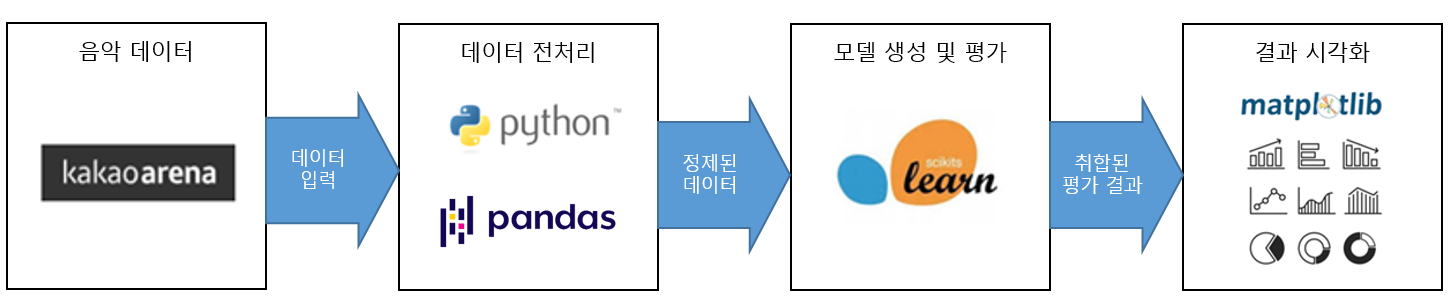 음악 데이터
kakaoarena
데이터
입력
데이터 전처리
python™
pandas
정제된
데이터
모델 생성 및 평가
scikits
learn
취합된
평가 결과
결과 시각화
matplotlib